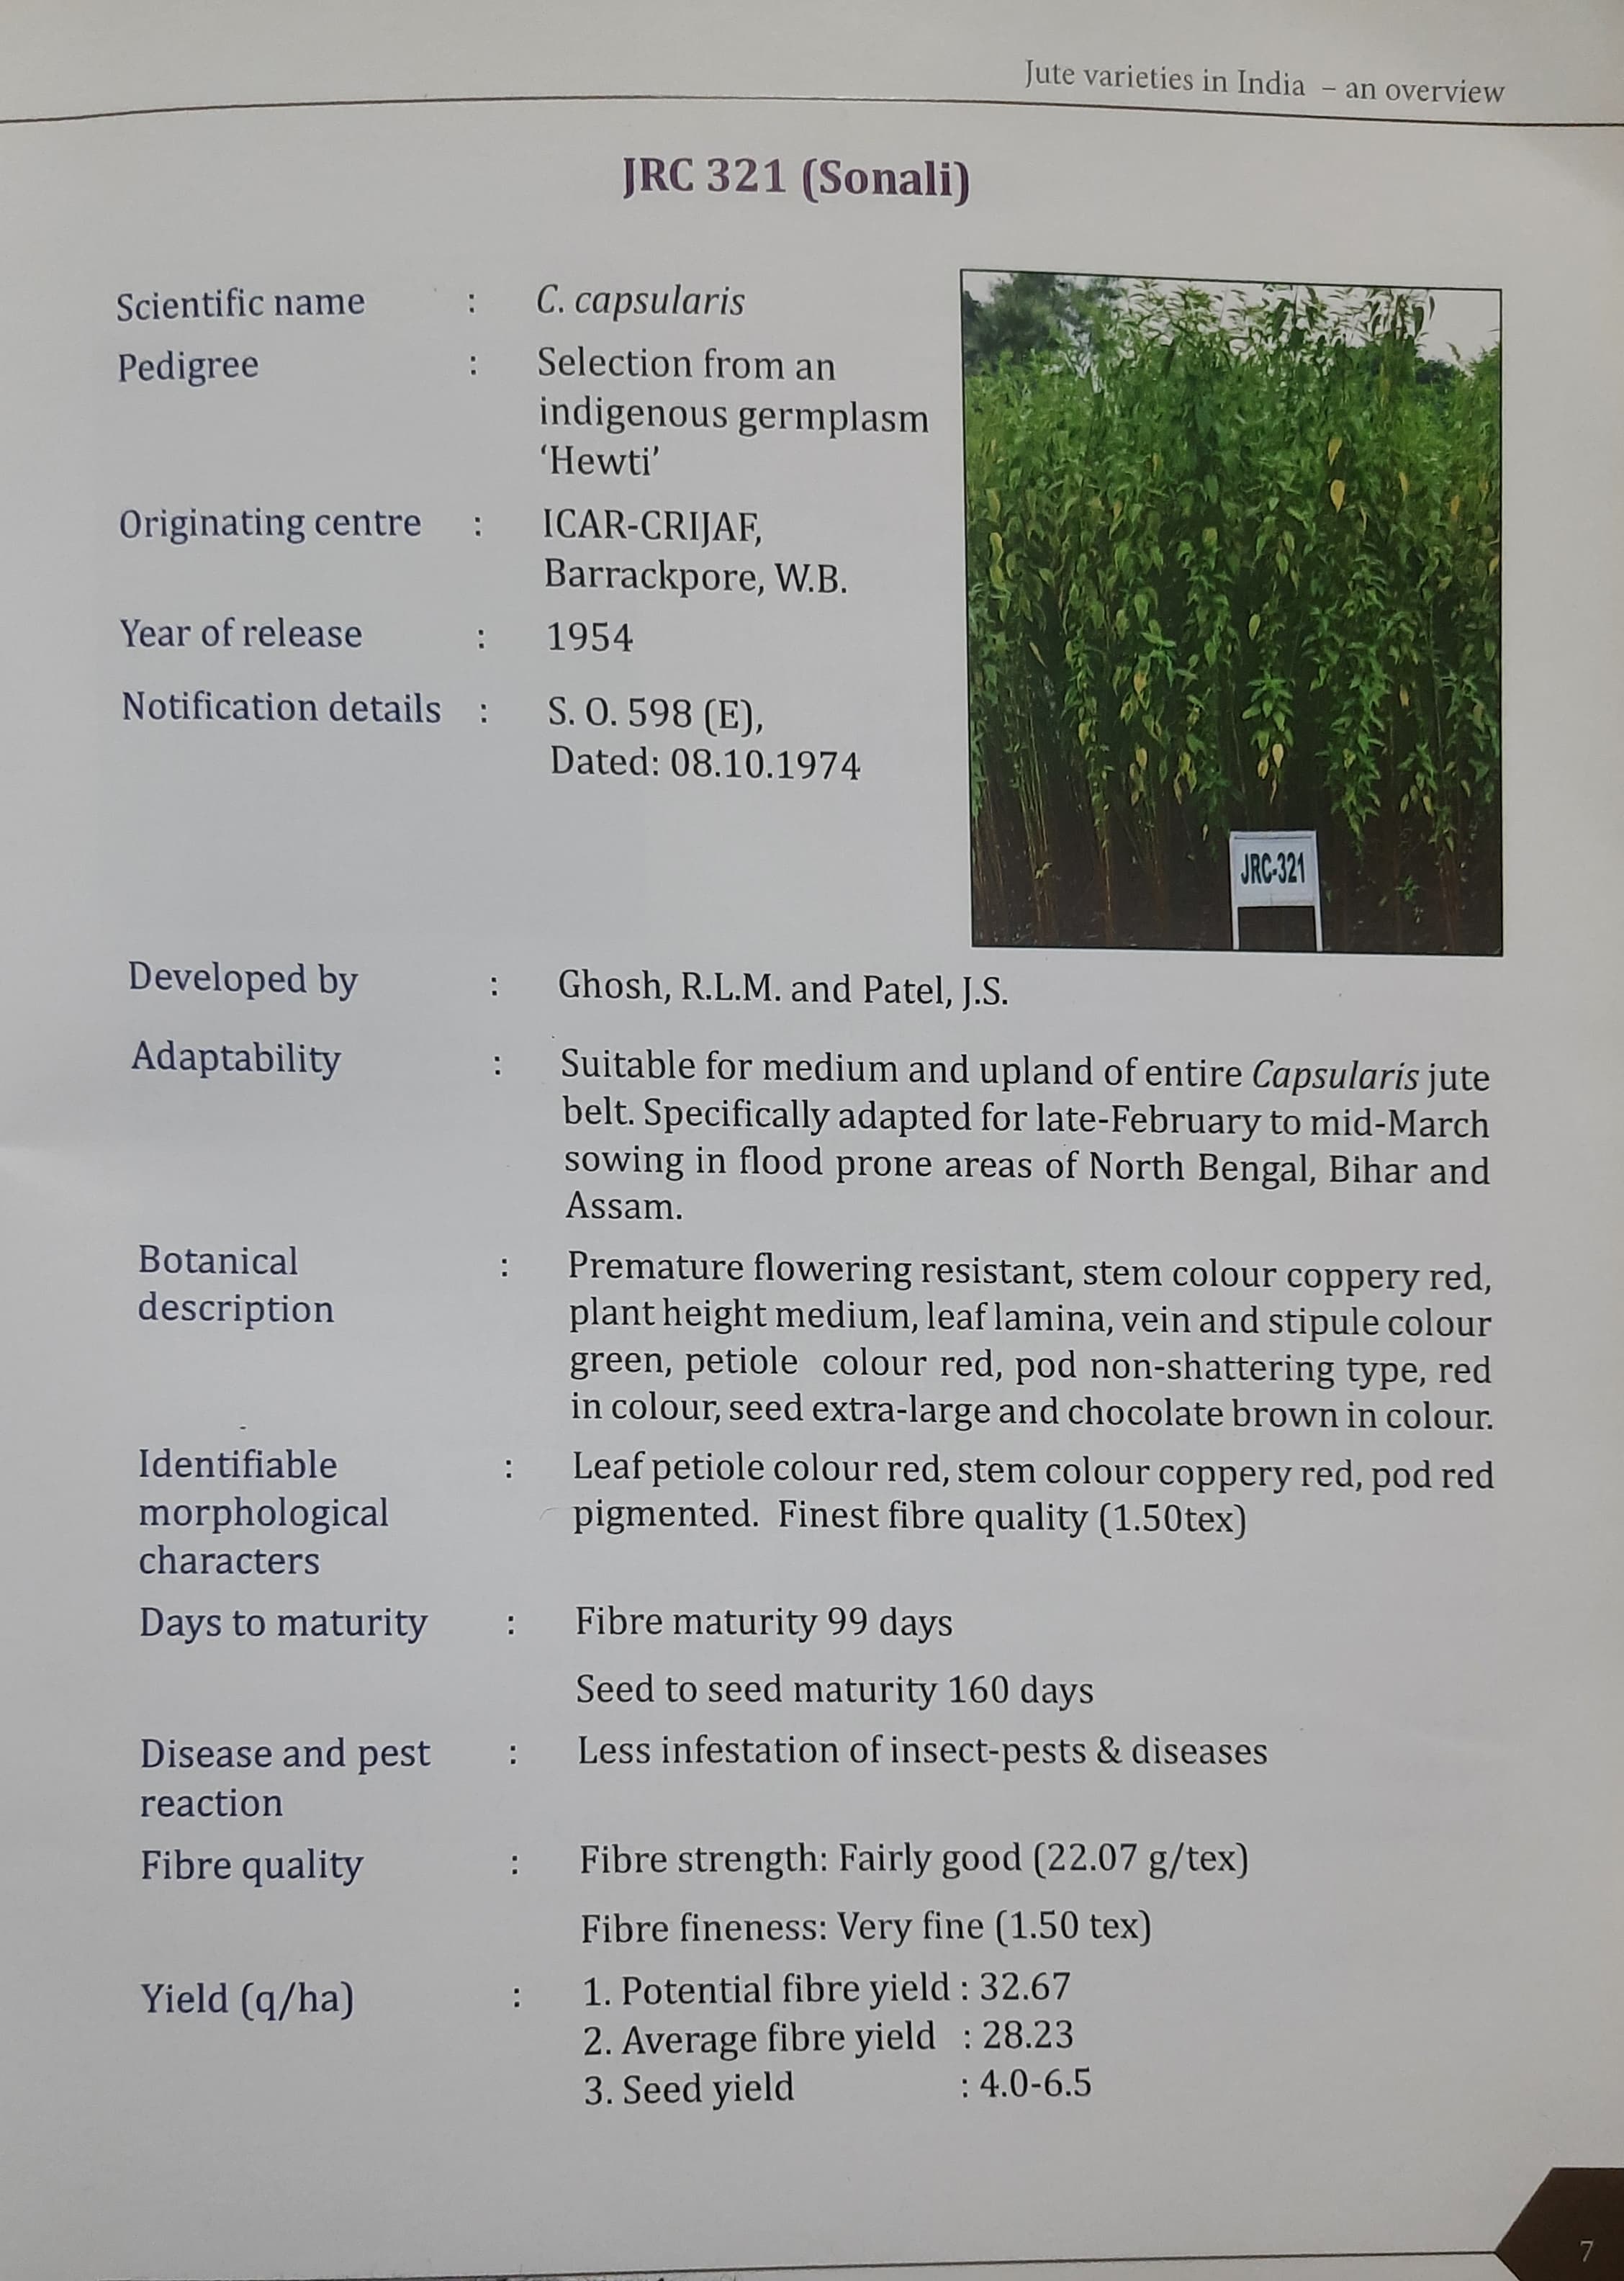 Jute varieties in India – an overview
JRC 321 (Sonali)
Scientific name : C. capsularis
Pedigree : Selection from an
indigenous germplasm
‘Hewti’
Originating centre : ICAR-CRIJAF,
Barrackpore, W.B.
Year of release : 1954
Notification details : S. O. 598 (E),
Dated: 08.10.1974
JRC-321
Developed by : Ghosh, R.L.M. and Patel, J.S.
Adaptability : Suitable for medium and upland of entire Capsularis jute
belt. Specifically adapted for late-February to mid-March
sowing in flood prone areas of North Bengal, Bihar and
Assam.
Botanical : Premature flowering resistant, stem colour coppery red,
description plant height medium, leaf lamina, vein and stipule colour
green, petiole colour red, pod non-shattering type, red
in colour, seed extra-large and chocolate brown in colour.
Identifiable : Leaf petiole colour red, stem colour coppery red, pod red
morphological pigmented. Finest fibre quality (1.50tex)
characters
Days to maturity : Fibre maturity 99 days
Seed to seed maturity 160 days
Disease and pest : Less infestation of insect-pests & diseases
reaction
Fibre quality : Fibre strength: Fairly good (22.07 g/tex)
Fibre fineness: Very fine (1.50 tex)
Yield (q/ha) : 1. Potential fibre yield : 32.67
2. Average fibre yield : 28.23
3. Seed yield : 4.0-6.5
7